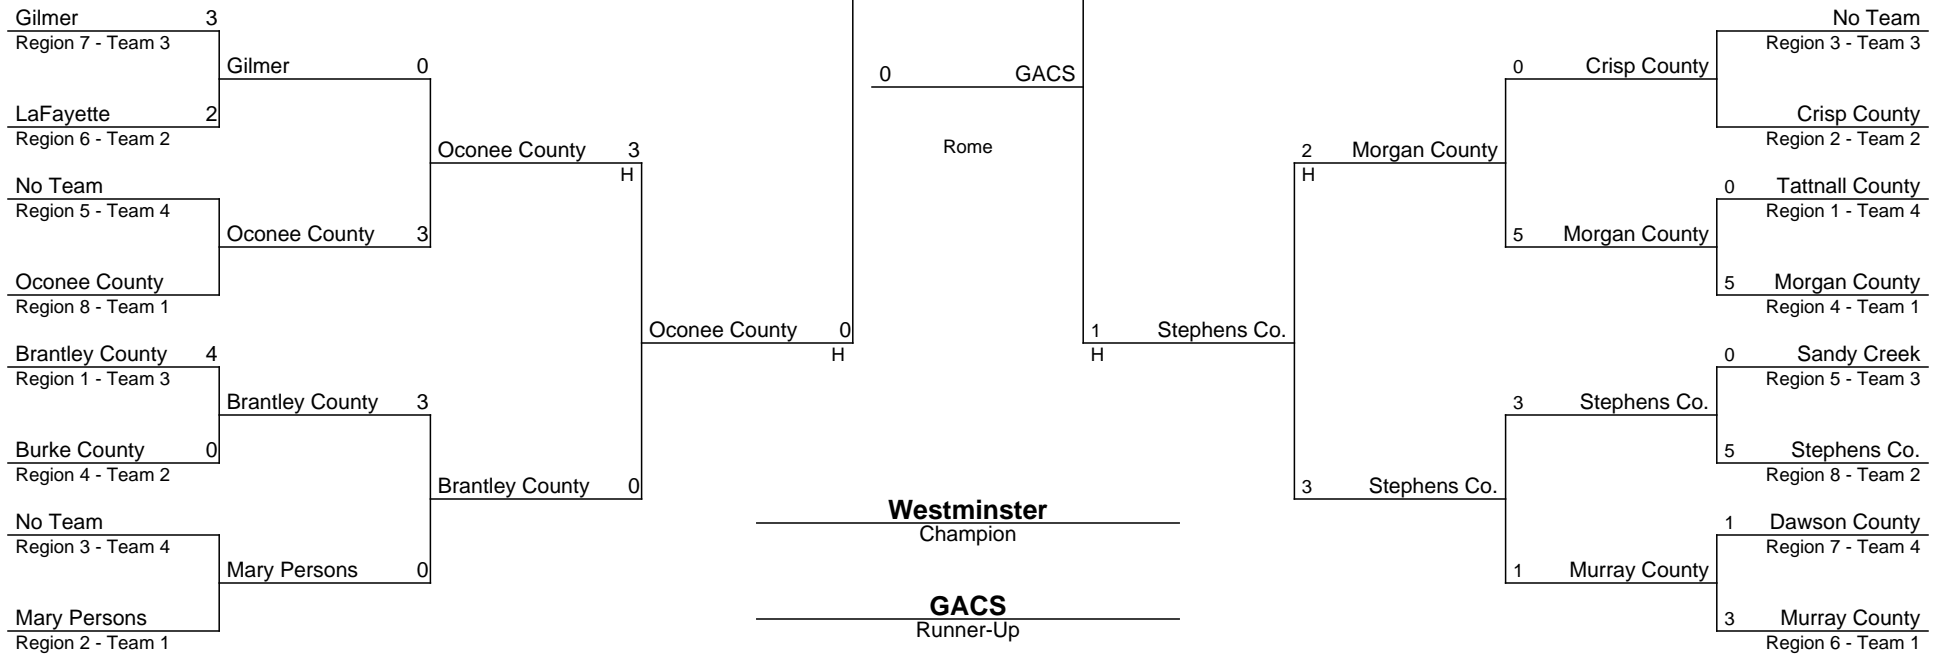 Gilmer 3
Region 7 - Team 3
Gilmer 0
LaFayette 2
Region 6 - Team 2
Oconee County 3
H
No Team
Region 5 - Team 4
Oconee County 3
Oconee County
Region 8 - Team 1
Oconee County 0
H
Brantley County 4
Region 1 - Team 3
Brantley County 3
Burke County 0
Region 4 - Team 2
Brantley County 0
No Team
Region 3 - Team 4
Mary Persons 0
Mary Persons
Region 2 - Team 1
0 GACS
Rome
Westminster
Champion
GACS
Runner-Up
No Team
Region 3 - Team 3
0 Crisp County
Crisp County
Region 2 - Team 2
2 Morgan County
H
0 Tattnall County
Region 1 - Team 4
5 Morgan County
5 Morgan County
Region 4 - Team 1
1 Stephens Co.
H
0 Sandy Creek
Region 5 - Team 3
3 Stephens Co.
5 Stephens Co.
Region 8 - Team 2
3 Stephens Co.
1 Dawson County
Region 7 - Team 4
1 Murray County
3 Murray County
Region 6 - Team 1